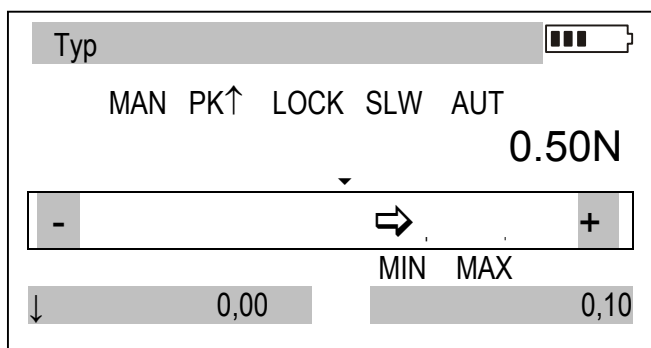 Typ
MAN PK↑ LOCK SLW AUT
0.50N
- ⇨ +
MIN MAX
↓ 0,00 0,10